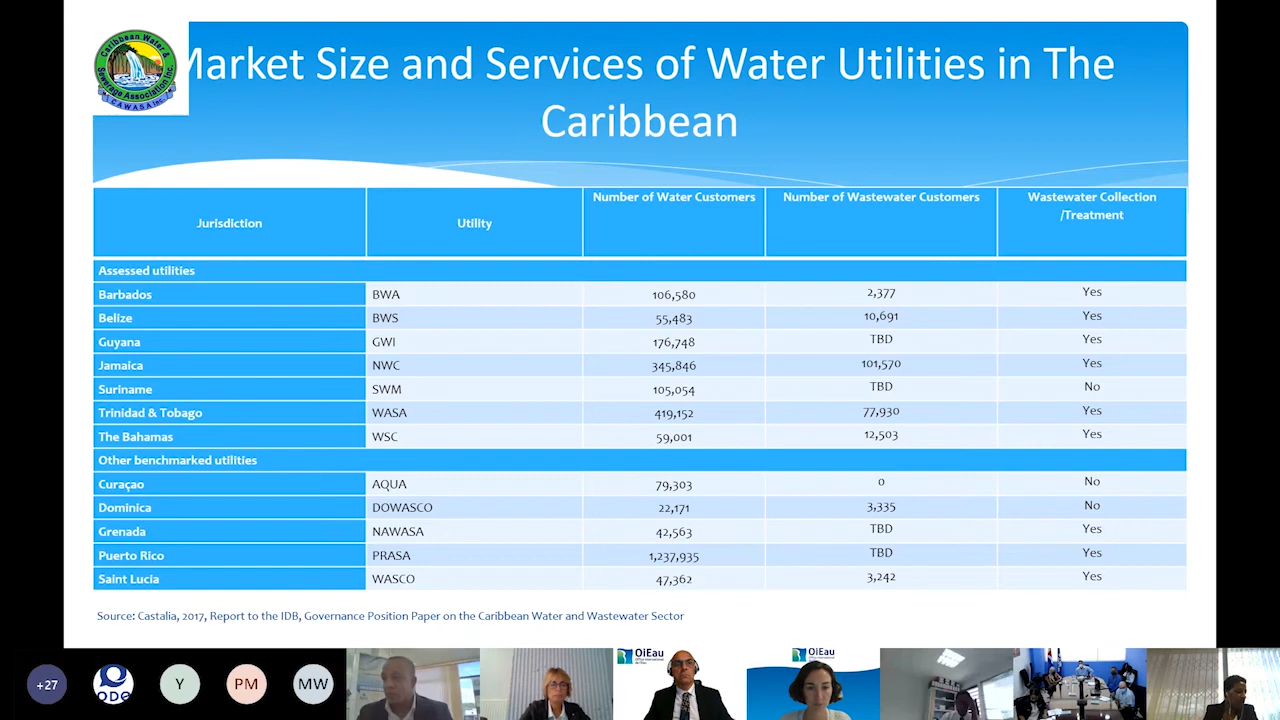 Caribbean Water &
Sewerage Association Inc.
CAWASA Inc.
Market Size and Services of Water Utilities in The
Caribbean
Jurisdiction Utility Number of Water Customers Number of Wastewater Customers Wastewater Collection
/Treatment
Assessed utilities
Barbados BWA 106,580 2,377 Yes
Belize BWS 55,483 10,691 Yes
Guyana GWI 176,748 TBD Yes
Jamaica NWC 345,846 101,570 Yes
Suriname SWM 105,054 TBD No
Trinidad & Tobago WASA 419,152 77,930 Yes
The Bahamas WSC 59,001 12,503 Yes
Other benchmarked utilities
Curaçao AQUA 79,303 0 No
Dominica DOWASCO 22,171 3,335 No
Grenada NAWASA 42,563 TBD Yes
Puerto Rico PRASA 1,237,935 TBD Yes
Saint Lucia WASCO 47,362 3,242 Yes
Source: Castalia, 2017, Report to the IDB, Governance Position Paper on the Caribbean Water and Wastewater Sector
+27 Y PM MW
OiEau
OiEau